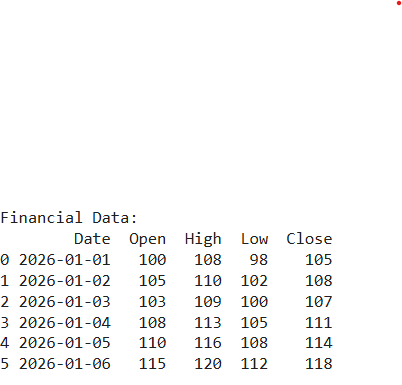 Financial Data:
Date Open High Low Close
0 2026-01-01 100 108 98 105
1 2026-01-02 105 110 102 108
2 2026-01-03 103 109 100 107
3 2026-01-04 108 113 105 111
4 2026-01-05 110 116 108 114
5 2026-01-06 115 120 112 118